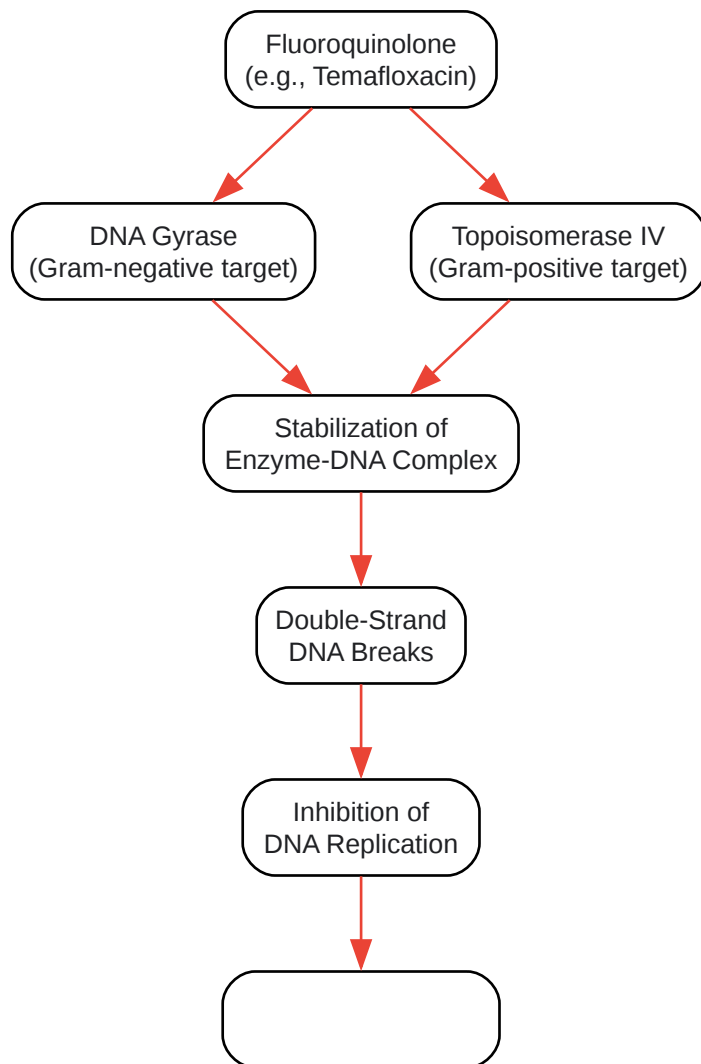 Fluoroquinolone
(e.g., Temafloxacin)
DNA Gyrase
(Gram-negative target)
Topoisomerase IV
(Gram-positive target)
Stabilization of
Enzyme-DNA Complex
Double-Strand
DNA Breaks
Inhibition of
DNA Replication